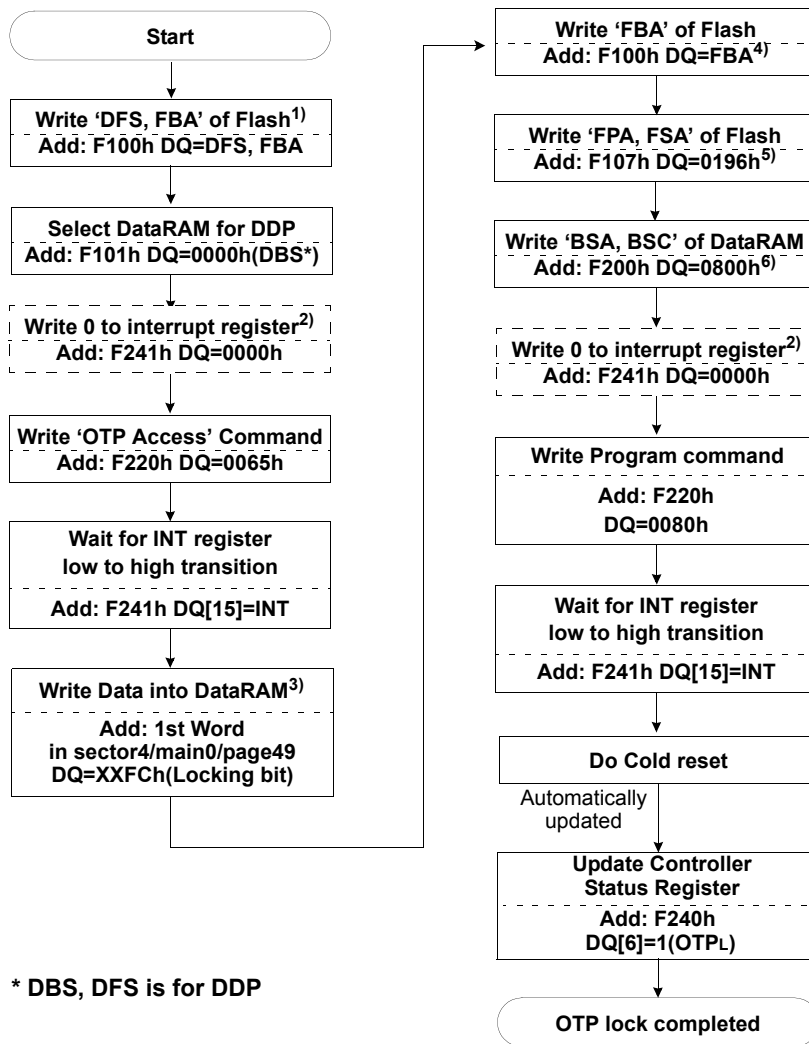 Start
Write ‘DFS, FBA’ of Flash1)
Add: F100h DQ=DFS, FBA
Select DataRAM for DDP
Add: F101h DQ=0000h(DBS*)
Write 0 to interrupt register2)
Add: F241h DQ=0000h
Write ‘OTP Access’ Command
Add: F220h DQ=0065h
Wait for INT register
low to high transition
Add: F241h DQ[15]=INT
Write Data into DataRAM3)
Add: 1st Word
in sector4/main0/page49
DQ=XXFCh(Locking bit)
* DBS, DFS is for DDP
Write ‘FBA’ of Flash
Add: F100h DQ=FBA4)
Write ‘FPA, FSA’ of Flash
Add: F107h DQ=0196h5)
Write ‘BSA, BSC’ of DataRAM
Add: F200h DQ=0800h6)
Write 0 to interrupt register2)
Add: F241h DQ=0000h
Write Program command
Add: F220h
DQ=0080h
Wait for INT register
low to high transition
Add: F241h DQ[15]=INT
Do Cold reset
Automatically
updated
Update Controller
Status Register
Add: F240h
DQ[6]=1(OTPL)
OTP lock completed